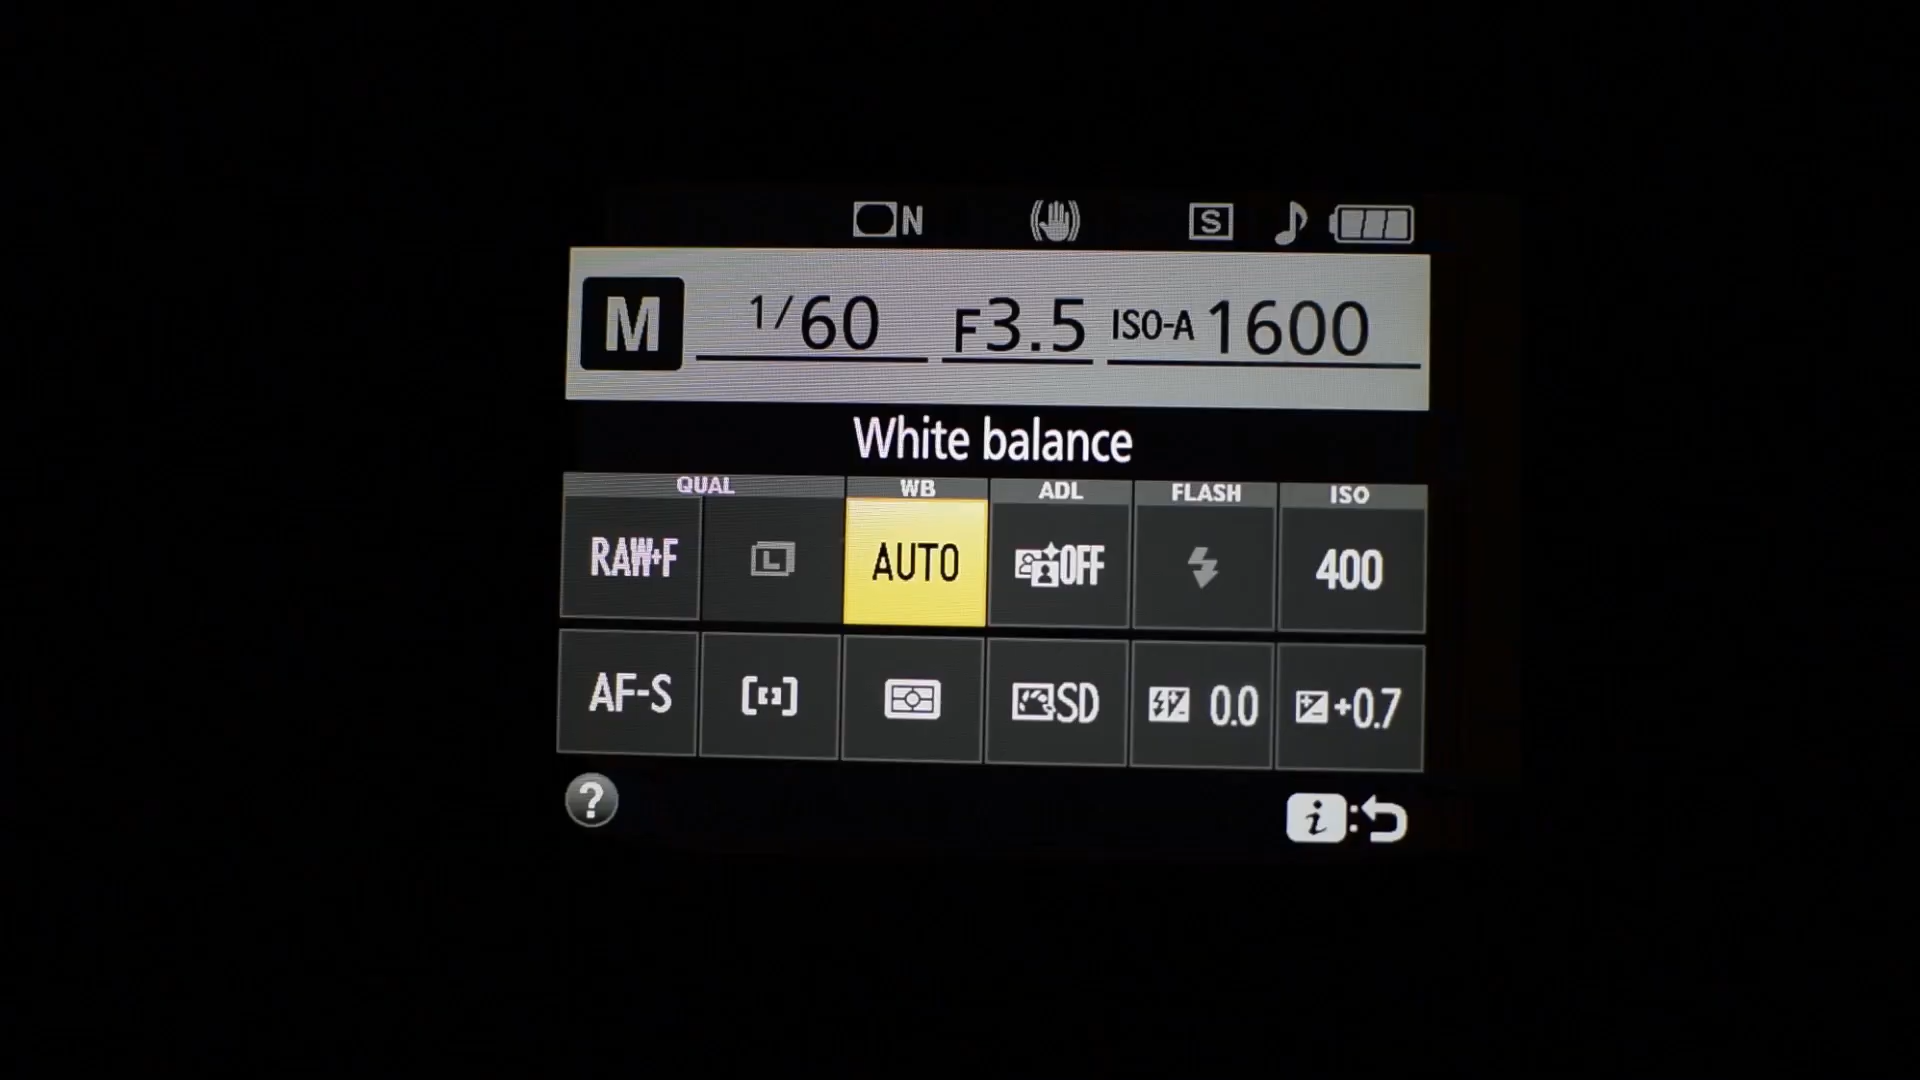 N S
M 1/60 F3.5 ISO-A 1600
White balance
QUAL WB ADL FLASH ISO
RAW+F L AUTO OFF 400
AF-S SD 0.0 +0.7
? i: